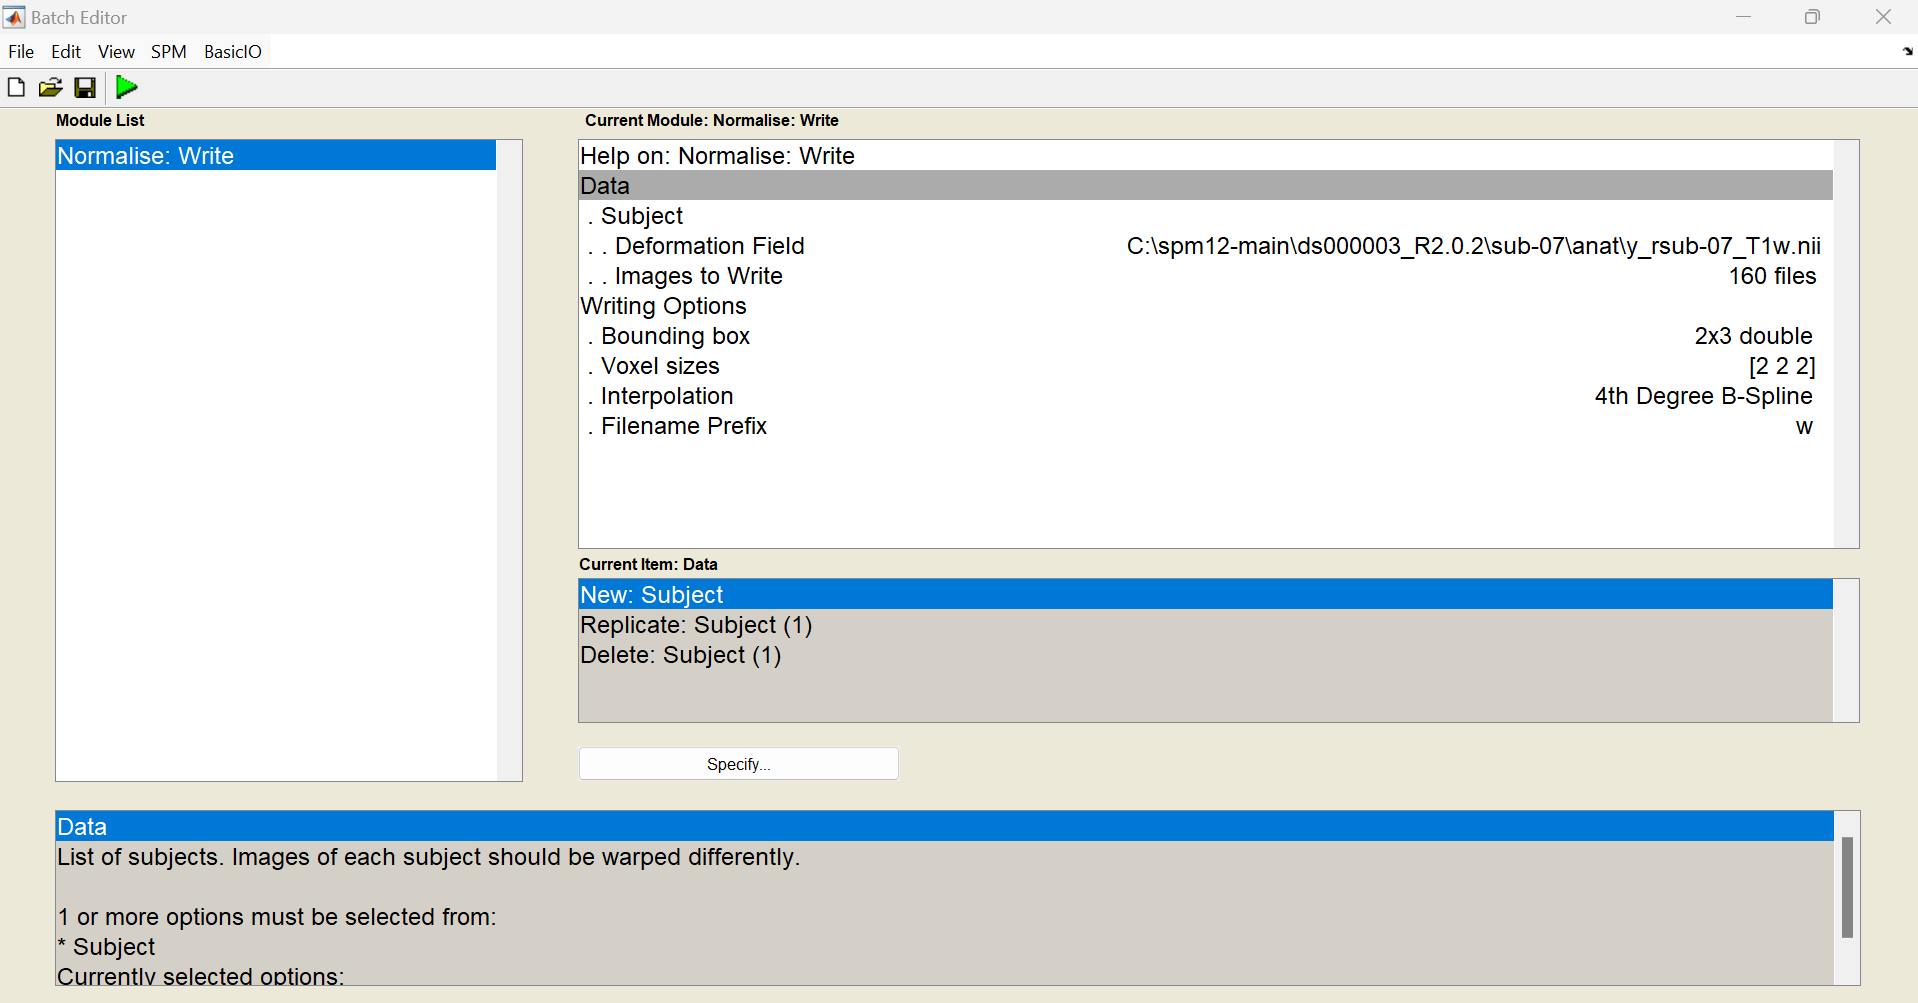 Batch Editor
File Edit View SPM BasicIO
Module List
Normalise: Write
Current Module: Normalise: Write
Help on: Normalise: Write
Data
. Subject
. . Deformation Field C:\spm12-main\ds000003_R2.0.2\sub-07\anat\y_rsub-07_T1w.nii
. . Images to Write 160 files
Writing Options
. Bounding box 2x3 double
. Voxel sizes [2 2 2]
. Interpolation 4th Degree B-Spline
. Filename Prefix w
Current Item: Data
New: Subject
Replicate: Subject (1)
Delete: Subject (1)
Specify...
Data
List of subjects. Images of each subject should be warped differently.
1 or more options must be selected from:
* Subject
Currently selected options: